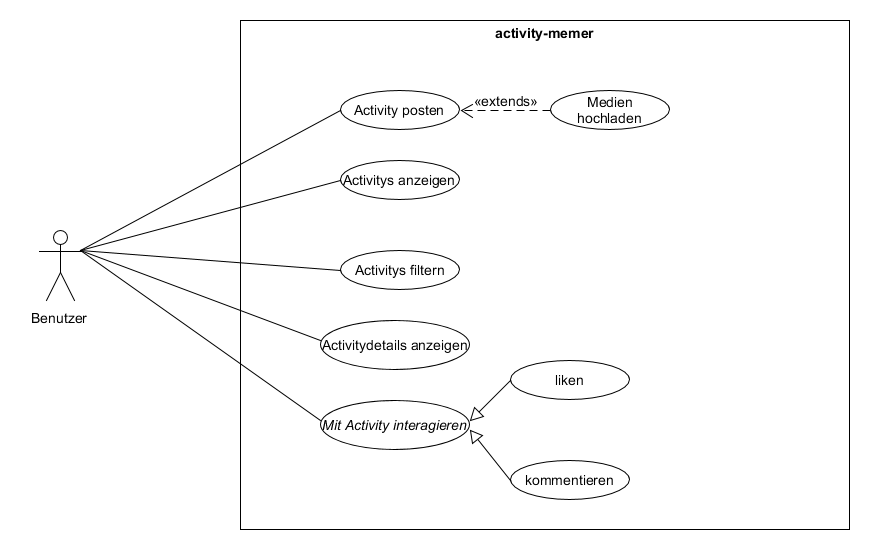 activity-memer
Activity posten
«extends»
Medien
hochladen
Activitys anzeigen
Activitys filtern
Benutzer
Activitydetails anzeigen
liken
Mit Activity interagieren
kommentieren